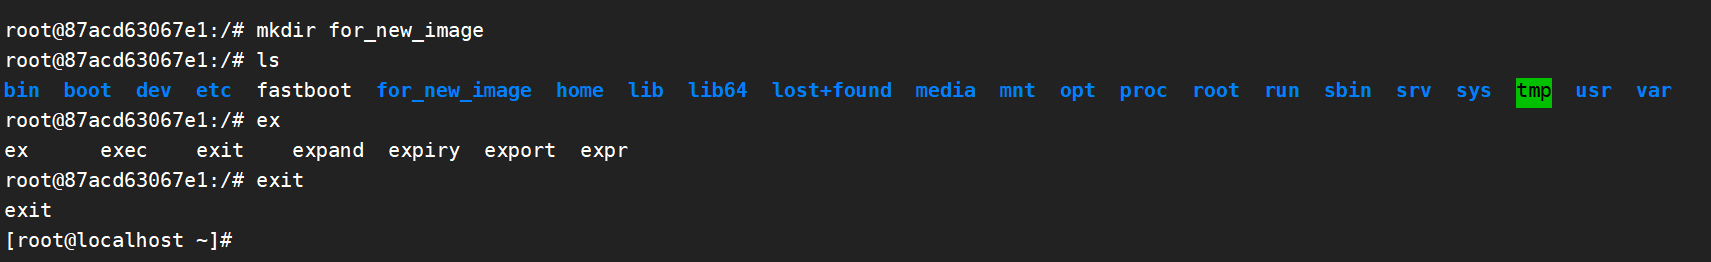 root@87acd63067e1:/# mkdir for_new_image
root@87acd63067e1:/# ls
bin  boot  dev  etc  fastboot  for_new_image  home  lib  lib64  lost+found  media  mnt  opt  proc  root  run  sbin  srv  sys  tmp  usr  var
root@87acd63067e1:/# ex
ex      exec    exit    expand  expiry  export  expr
root@87acd63067e1:/# exit
exit
[root@localhost ~]#